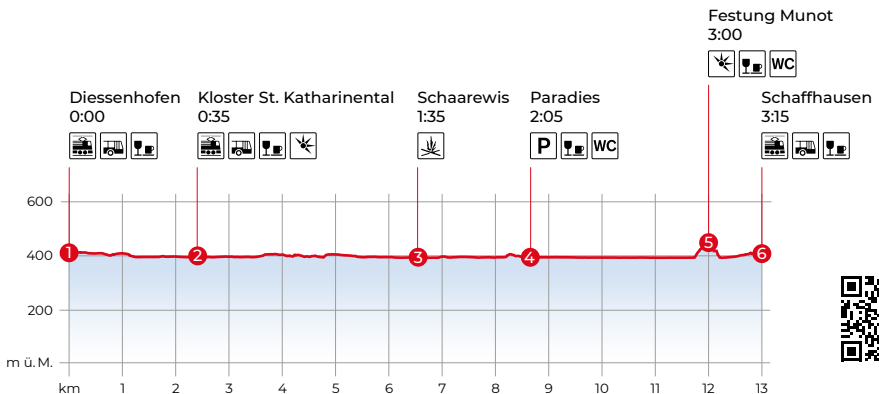 Festung Munot
3:00
WC
Diessenhofen
0:00
Kloster St. Katharinental
0:35
Schaarewis
1:35
Paradies
2:05
P WC
Schaffhausen
3:15
600
400
200
m ü. M.
1 2 3 4 5 6
km 1 2 3 4 5 6 7 8 9 10 11 12 13